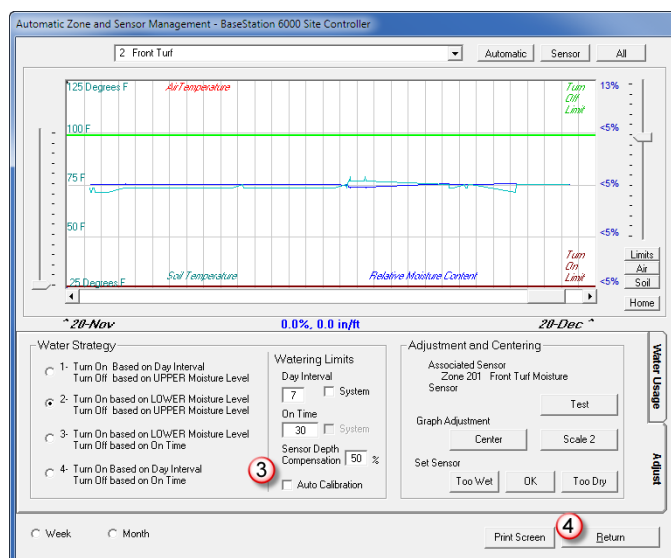 Automatic Zone and Sensor Management - BaseStation 6000 Site Controller
2 Front Turf
Automatic
Sensor
All
125 Degrees F
Air Temperature
Turn
Off
Limit
13%
100 F
<5%
75 F
<5%
50 F
<5%
25 Degrees F
Soil Temperature
Relative Moisture Content
Turn
On
Limit
<5%
Limits
Air
Soil
Home
^ 20-Nov
0.0%, 0.0 in/ft
20-Dec ^
Water Strategy
1- Turn On Based on Day Interval
Turn Off based on UPPER Moisture Level
2- Turn On based on LOWER Moisture Level
Turn Off based on UPPER Moisture Level
3- Turn On based on LOWER Moisture Level
Turn Off based on On Time
4- Turn On Based on Day Interval
Turn Off based on On Time
Watering Limits
Day Interval
7
System
On Time
30
System
Sensor Depth
Compensation 50 %
3
Auto Calibration
Adjustment and Centering
Associated Sensor
Zone 201 Front Turf Moisture
Sensor
Test
Graph Adjustment
Center
Scale 2
Set Sensor
Too Wet
OK
Too Dry
Water Usage
Adjust
Week
Month
Print Screen
4
Return